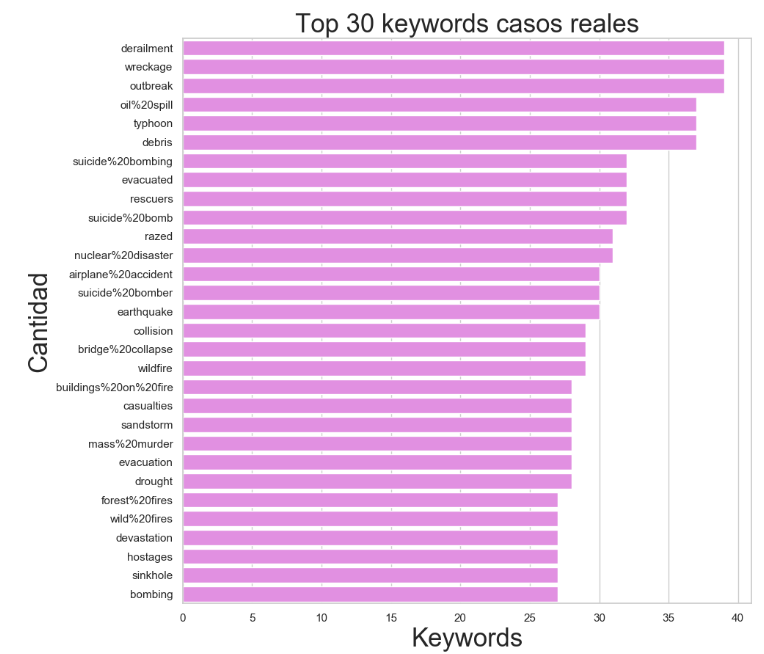 Top 30 keywords casos reales
derailment
wreckage
outbreak
oil%20spill
typhoon
debris
suicide%20bombing
evacuated
rescuers
suicide%20bomb
razed
nuclear%20disaster
airplane%20accident
suicide%20bomber
earthquake
collision
bridge%20collapse
wildfire
buildings%20on%20fire
casualties
sandstorm
mass%20murder
evacuation
drought
forest%20fires
wild%20fires
devastation
hostages
sinkhole
bombing
Cantidad
0 5 10 15 20 25 30 35 40
Keywords